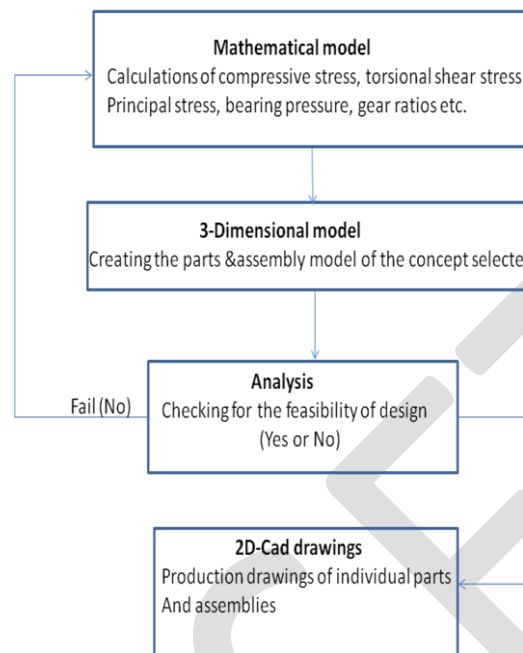 Mathematical model
Calculations of compressive stress, torsional shear stress
Principal stress, bearing pressure, gear ratios etc.
3-Dimensional model
Creating the parts &assembly model of the concept selecte
Analysis
Fail (No)
Checking for the feasibility of design
(Yes or No)
2D-Cad drawings
Production drawings of individual parts
And assemblies